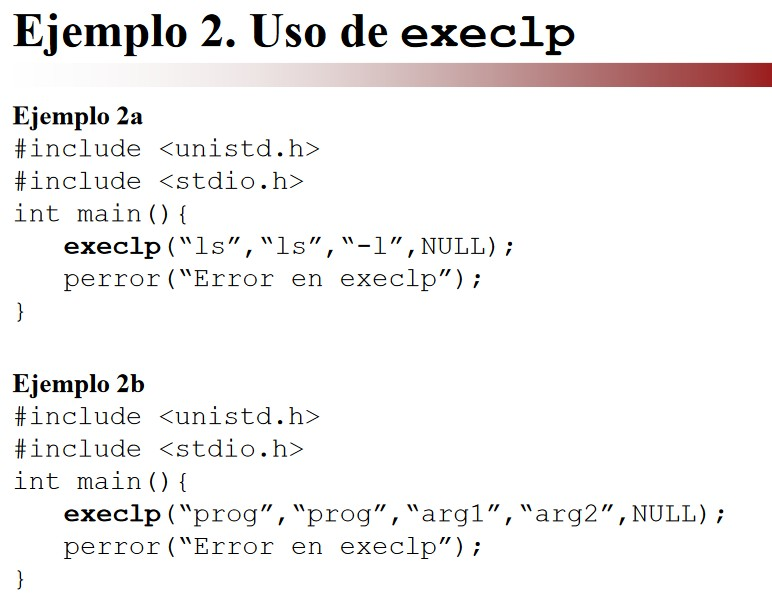 Ejemplo 2. Uso de execlp
Ejemplo 2a
#include <unistd.h>
#include <stdio.h>
int main(){
execlp(“ls”,“ls”,“-l”,NULL);
perror(“Error en execlp”);
}
Ejemplo 2b
#include <unistd.h>
#include <stdio.h>
int main(){
execlp(“prog”,“prog”,“arg1”,“arg2”,NULL);
perror(“Error en execlp”);
}